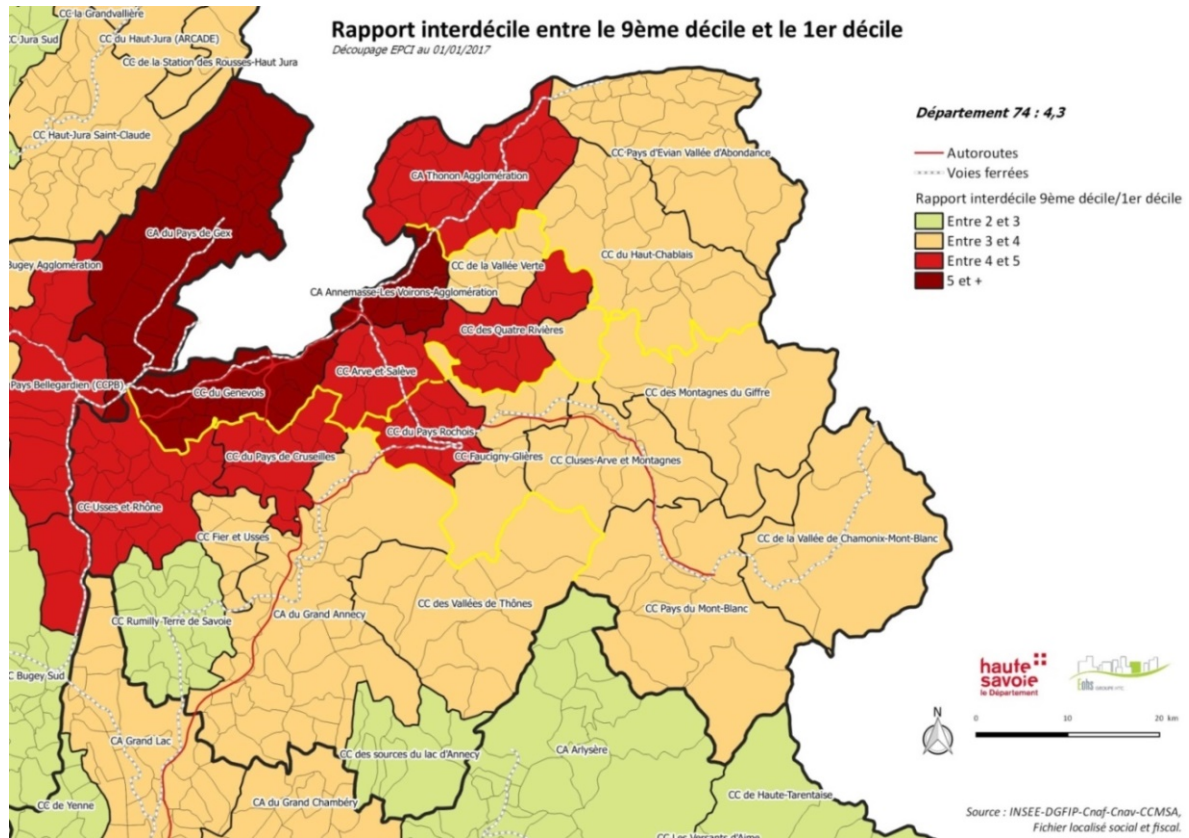 Rapport interdécile entre le 9ème décile et le 1er décile
Découpage EPCI au 01/01/2017
CC la Grandvallière
CC Jura Sud
CC du Haut-Jura (ARCADE)
CC de la Station des Rousses-Haut Jura
CC Haut-Jura Saint-Claude
CC Pays d'Evian Vallée d'Abondance
CA Thonon Agglomération
CA du Pays de Gex
CC du Haut-Chablais
Bugey Agglomération
CC de la Vallée Verte
CA Annemasse-Les Voirons-Agglomération
CC des Quatre Rivières
CC Arve et Salève
Pays Bellegardien (CCPB)
CC du Genevois
CC des Montagnes du Giffre
CC du Pays Rochois
CC du Pays de Cruseilles
CC Faucigny-Glières
CC Cluses-Arve et Montagnes
CC Usses et Rhône
CC Fier et Usses
CC de la Vallée de Chamonix-Mont-Blanc
CC des Vallées de Thônes
CC Pays du Mont-Blanc
CA du Grand Annecy
CC Rumilly Terre de Savoie
C Bugey Sud
CA Grand Lac
CC des sources du lac d'Annecy
CA Arlysère
CC de Yenne
CA du Grand Chambéry
CC de Haute-Tarentaise
CC Les Versants d'Aime
Département 74 : 4,3
Autoroutes
Voies ferrées
Rapport interdécile 9ème décile/1er décile
Entre 2 et 3
Entre 3 et 4
Entre 4 et 5
5 et +
haute
savoie
le Département
Eohs GROUPE HTC
N
0 10 20 km
Source : INSEE-DGFIP-Cnaf-Cnav-CCMSA,
Fichier localisé social et fiscal.